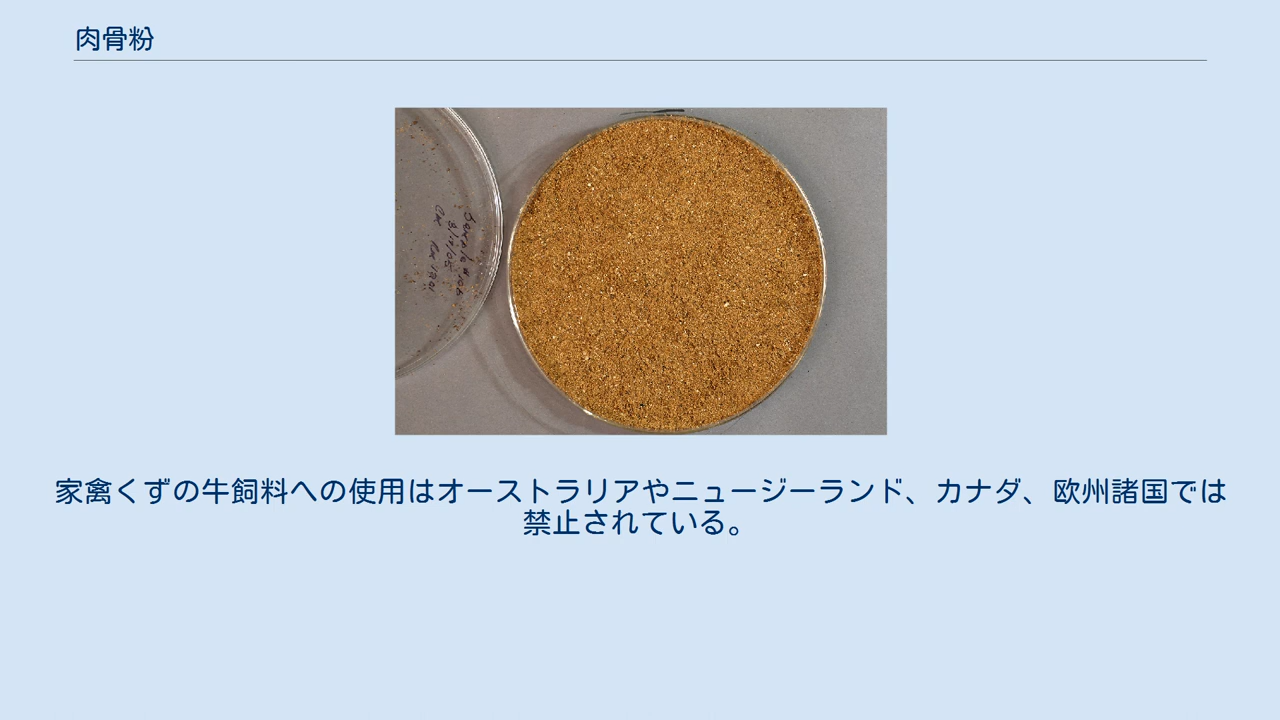 肉骨粉
家禽くずの牛飼料への使用はオーストラリアやニュージーランド、カナダ、欧州諸国では
禁止されている。